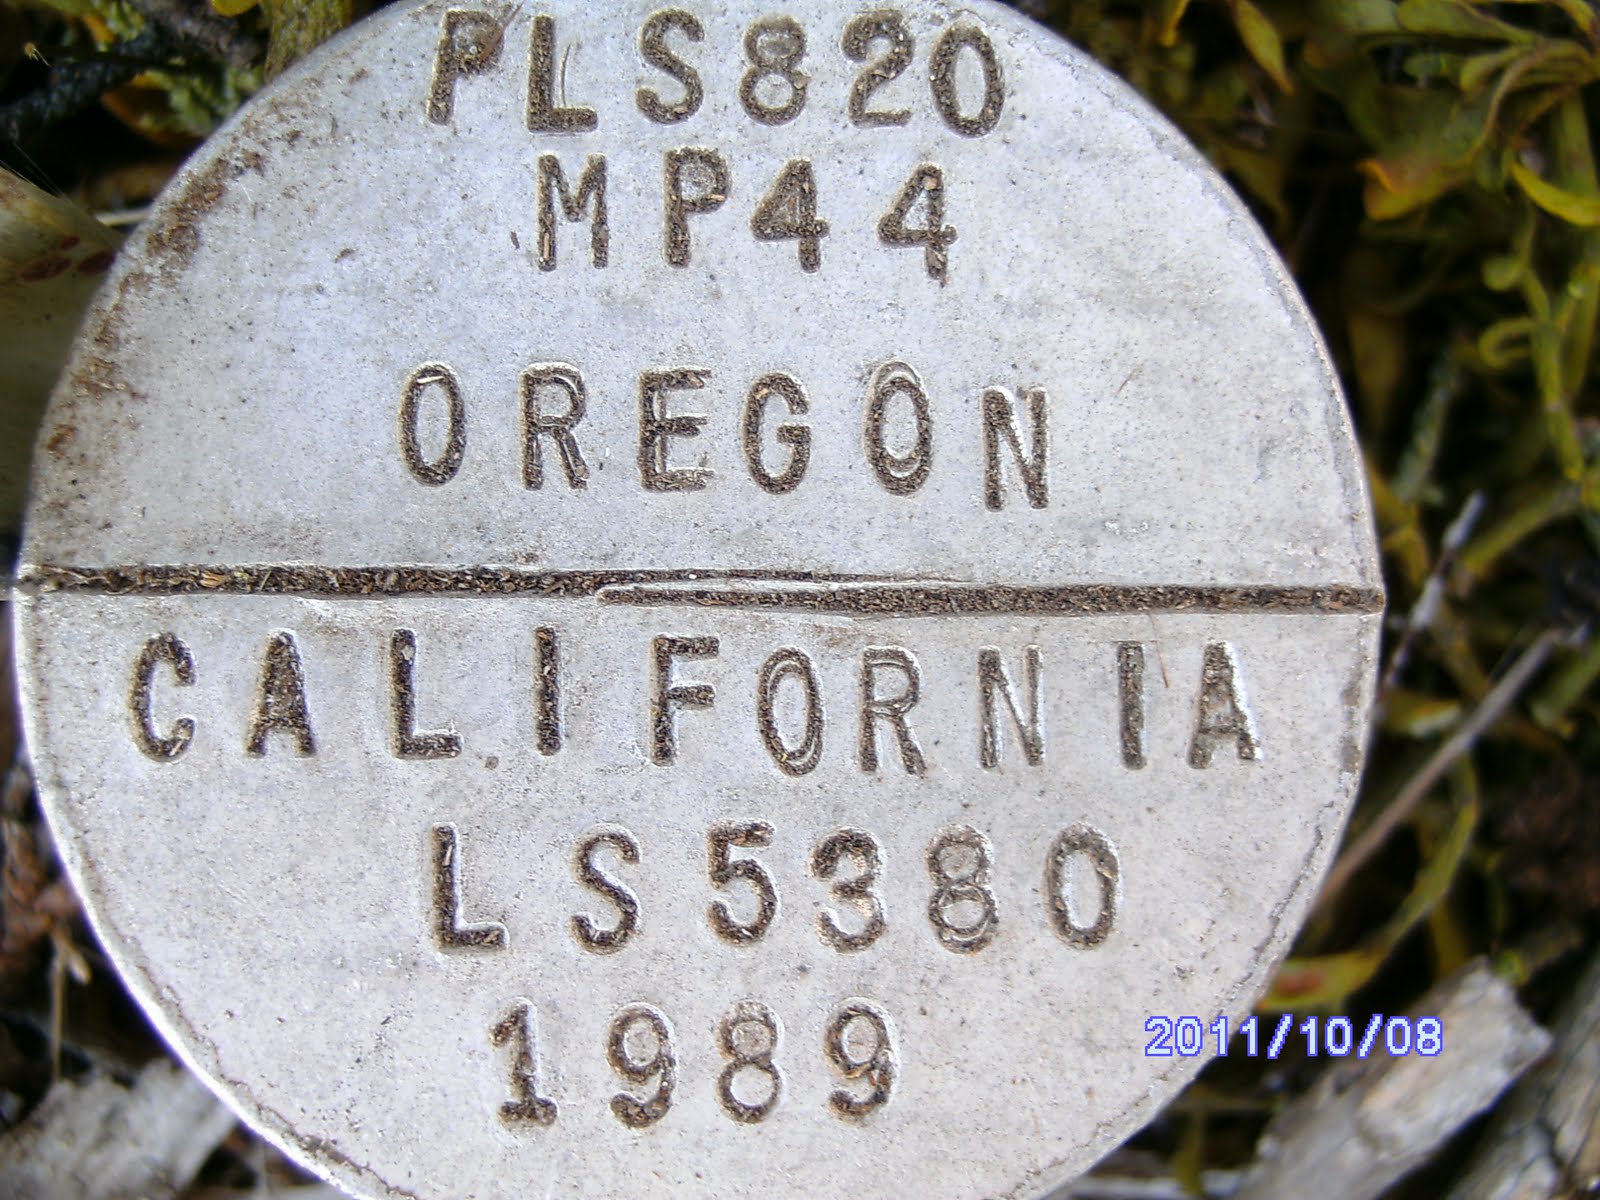 PLS820
MP44
OREGON
CALIFORNIA
LS5380
1989
2011/10/08